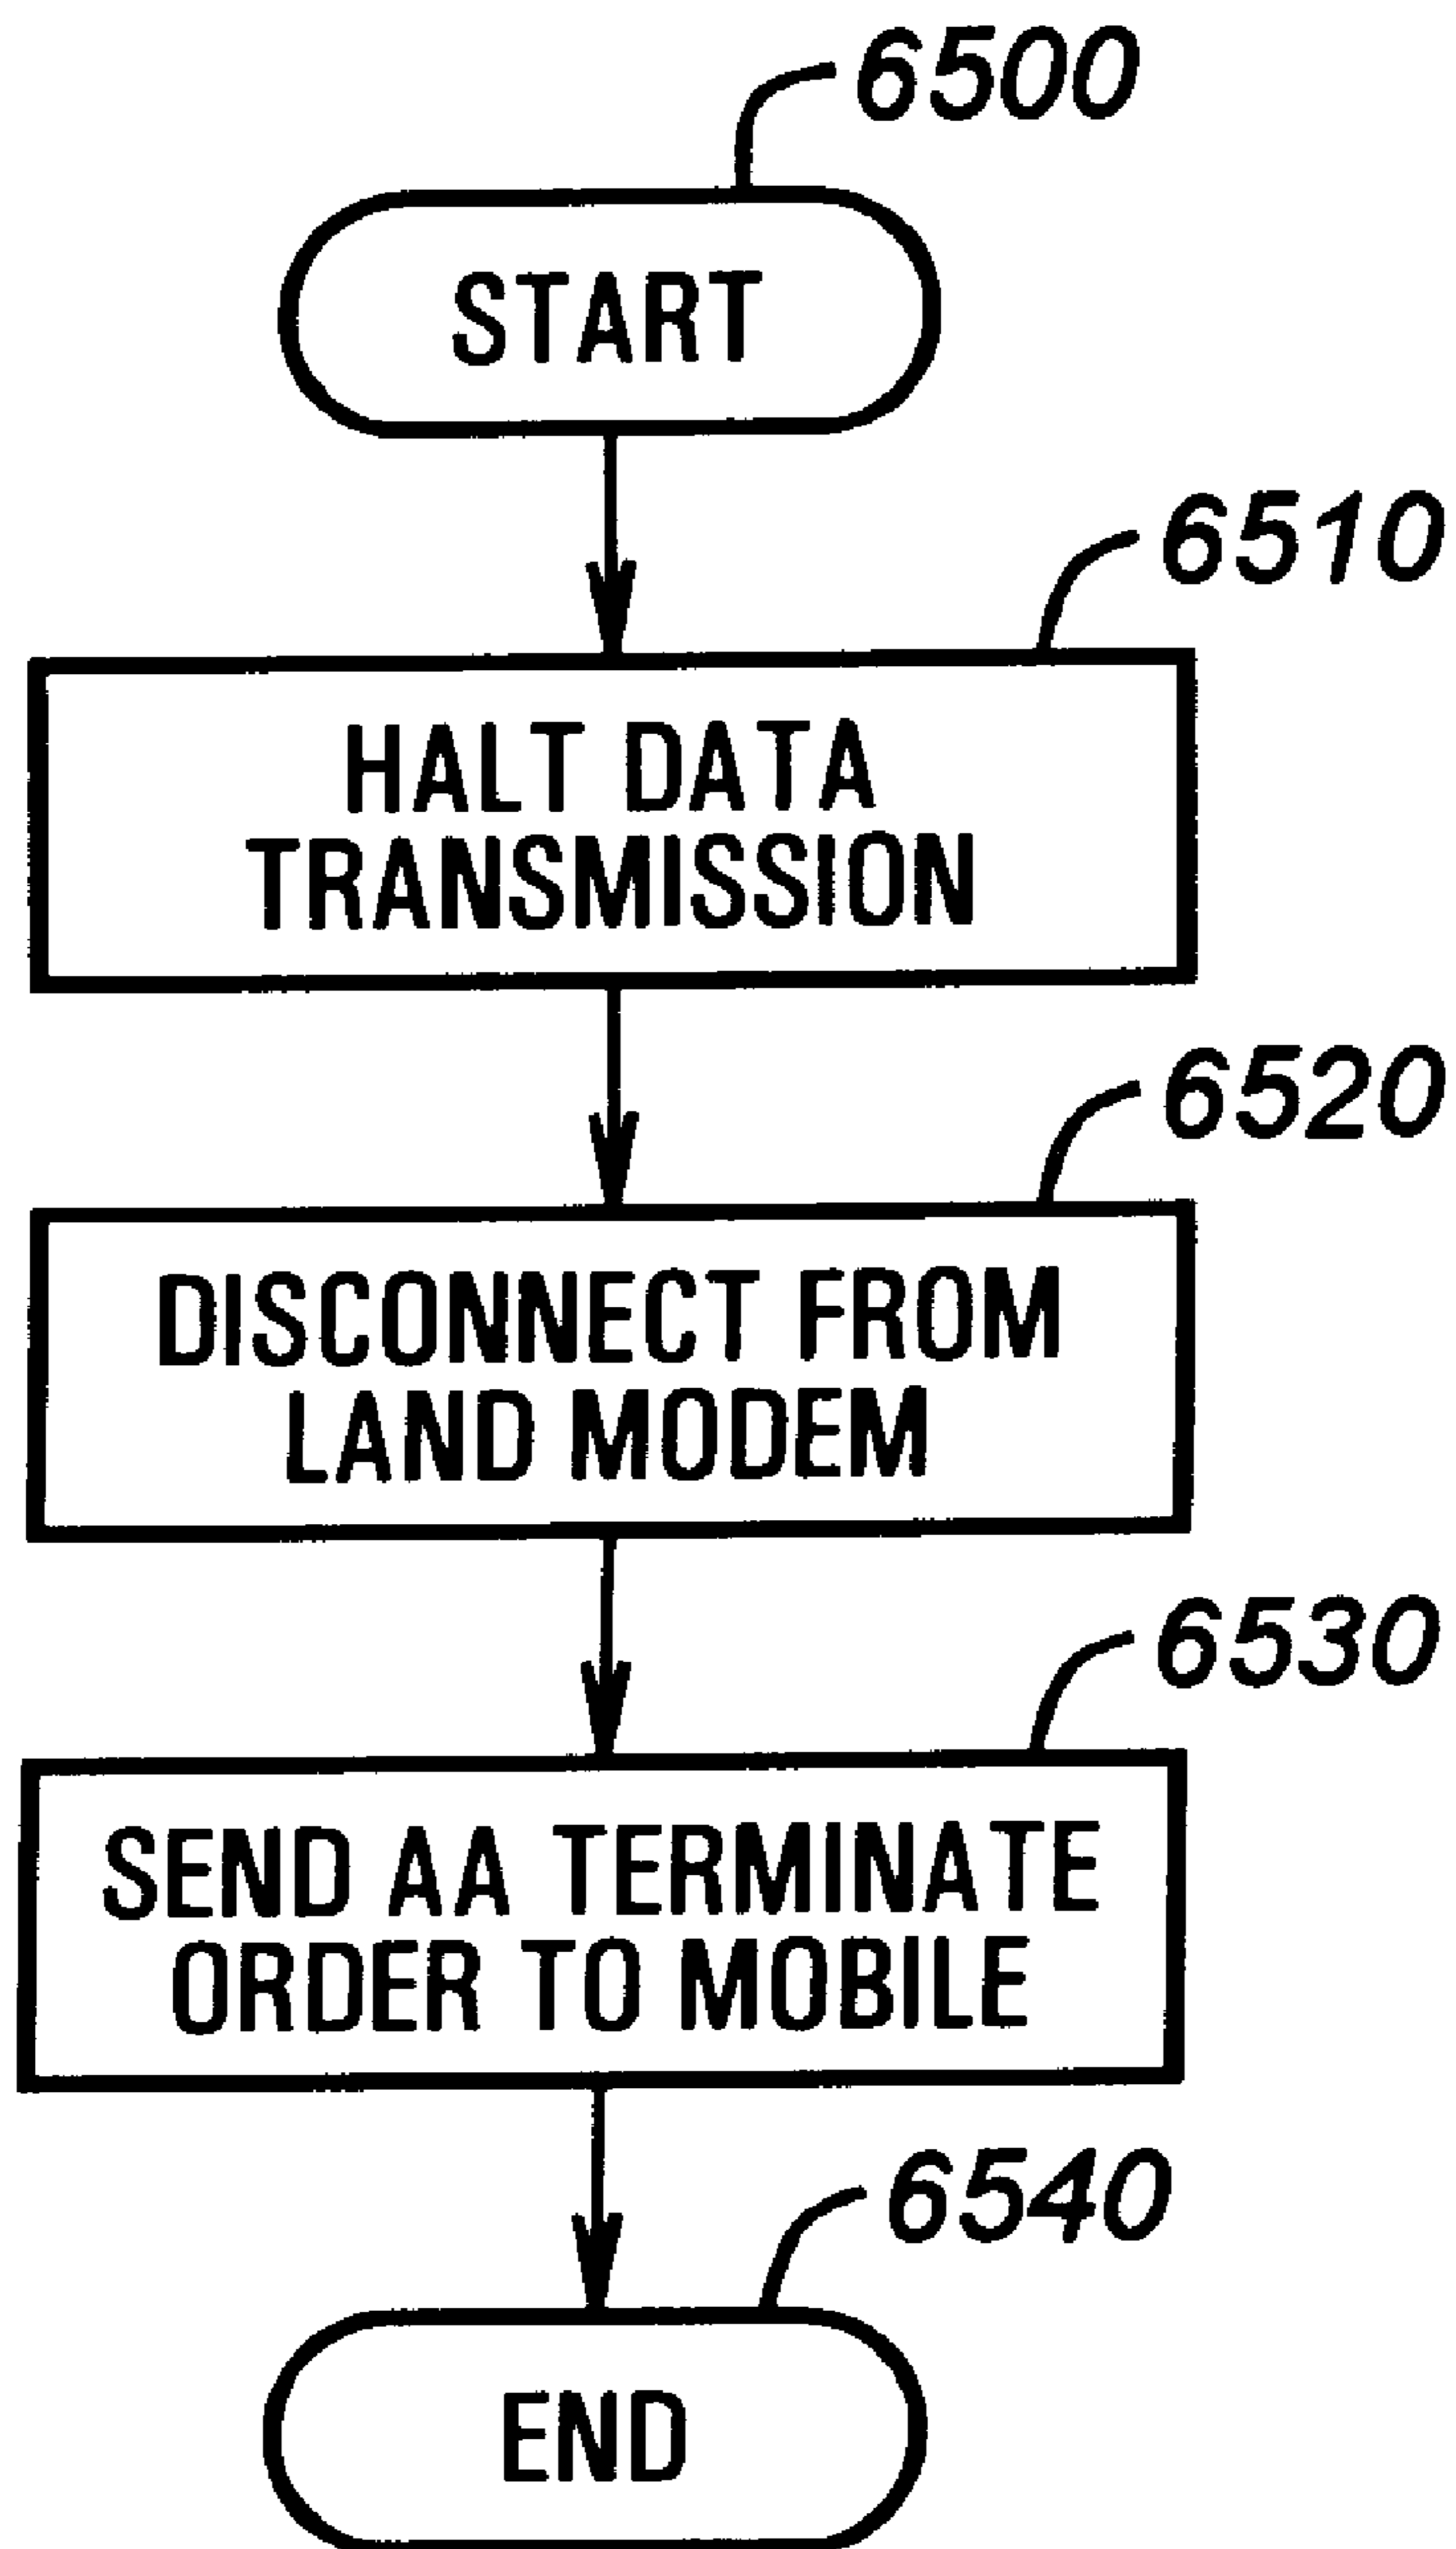 6500
START
6510
HALT DATA
TRANSMISSION
6520
DISCONNECT FROM
LAND MODEM
6530
SEND AA TERMINATE
ORDER TO MOBILE
6540
END